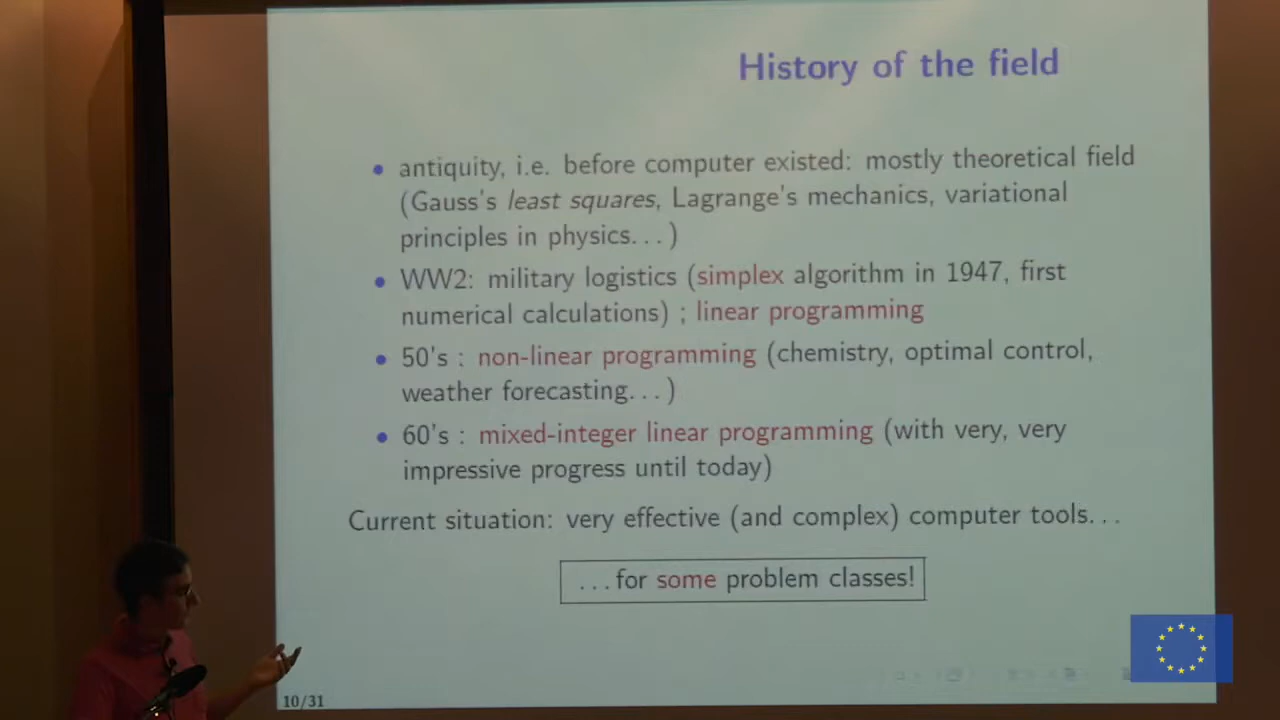 History of the field
• antiquity, i.e. before computer existed: mostly theoretical field
(Gauss's least squares, Lagrange's mechanics, variational
principles in physics...)
• WW2: military logistics (simplex algorithm in 1947, first
numerical calculations) ; linear programming
• 50's : non-linear programming (chemistry, optimal control,
weather forecasting...)
• 60's : mixed-integer linear programming (with very, very
impressive progress until today)
Current situation: very effective (and complex) computer tools...
...for some problem classes!
10/31